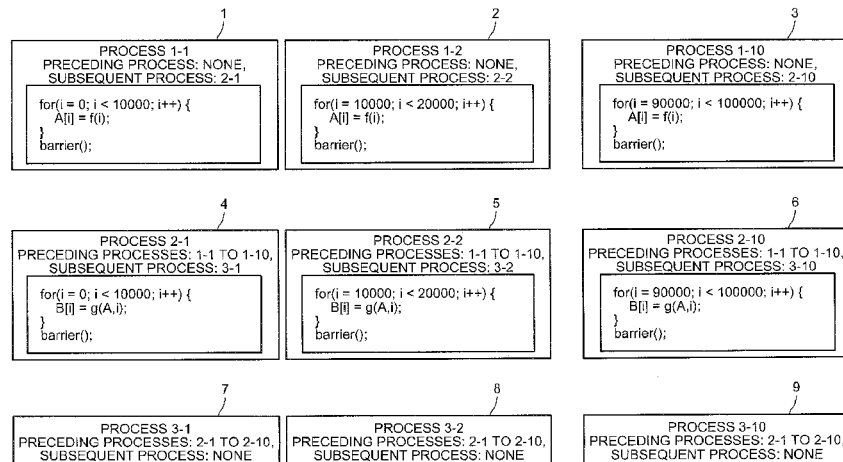 1
2
3
PROCESS 1-1
PRECEDING PROCESS: NONE,
SUBSEQUENT PROCESS: 2-1
for(i = 0; i < 10000; i++) {
A[i] = f(i);
}
barrier();
PROCESS 1-2
PRECEDING PROCESS: NONE,
SUBSEQUENT PROCESS: 2-2
for(i = 10000; i < 20000; i++) {
A[i] = f(i);
}
barrier();
PROCESS 1-10
PRECEDING PROCESS: NONE,
SUBSEQUENT PROCESS: 2-10
for(i = 90000; i < 100000; i++) {
A[i] = f(i);
}
barrier();
4
5
6
PROCESS 2-1
PRECEDING PROCESSES: 1-1 TO 1-10,
SUBSEQUENT PROCESS: 3-1
for(i = 0; i < 10000; i++) {
B[i] = g(A,i);
}
barrier();
PROCESS 2-2
PRECEDING PROCESSES: 1-1 TO 1-10,
SUBSEQUENT PROCESS: 3-2
for(i = 10000; i < 20000; i++) {
B[i] = g(A,i);
}
barrier();
PROCESS 2-10
PRECEDING PROCESSES: 1-1 TO 1-10,
SUBSEQUENT PROCESS: 3-10
for(i = 90000; i < 100000; i++) {
B[i] = g(A,i);
}
barrier();
7
8
9
PROCESS 3-1
PRECEDING PROCESSES: 2-1 TO 2-10,
SUBSEQUENT PROCESS: NONE
PROCESS 3-2
PRECEDING PROCESSES: 2-1 TO 2-10,
SUBSEQUENT PROCESS: NONE
PROCESS 3-10
PRECEDING PROCESSES: 2-1 TO 2-10,
SUBSEQUENT PROCESS: NONE